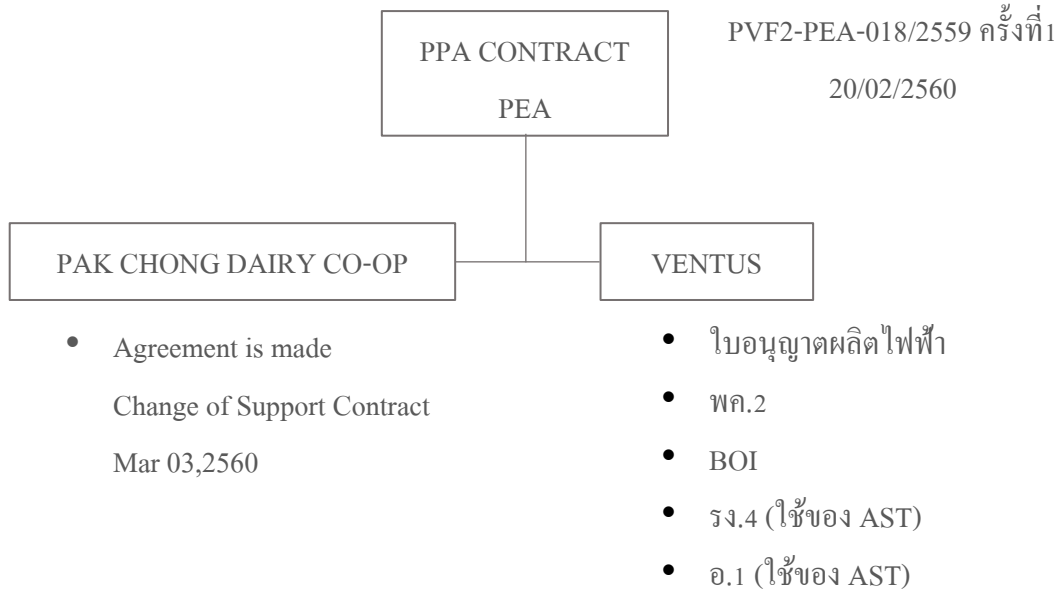 PPA CONTRACT
PEA
PVF2-PEA-018/2559 ครั้งที่1
20/02/2560
PAK CHONG DAIRY CO-OP
VENTUS
• Agreement is made
Change of Support Contract
Mar 03,2560
• ใบอนุญาตผลิตไฟฟ้า
• พค.2
• BOI
• รง.4 (ใช้ของ AST)
• อ.1 (ใช้ของ AST)